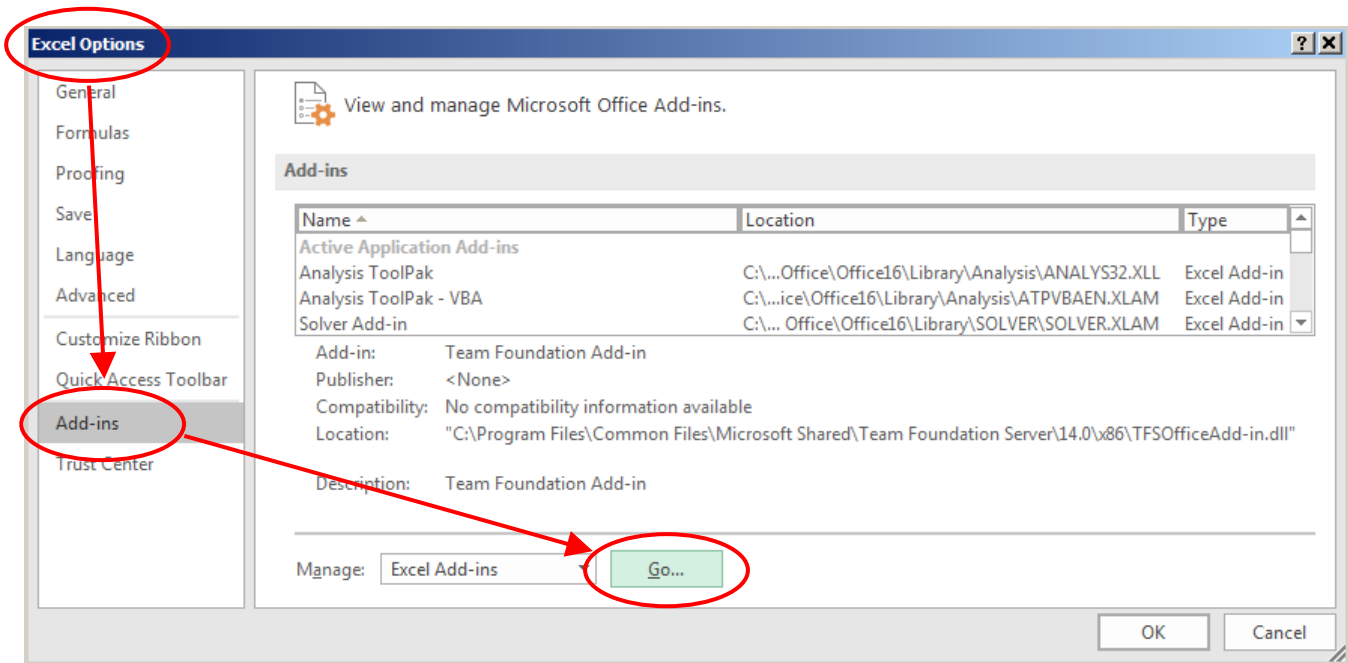 Excel Options
General
Formulas
Proofing
Save
Language
Advanced
Customize Ribbon
Quick Access Toolbar
Add-ins
Trust Center
View and manage Microsoft Office Add-ins.
Add-ins
Name Location Type
Active Application Add-ins
Analysis ToolPak C:\...Office\Office16\Library\Analysis\ANALYS32.XLL Excel Add-in
Analysis ToolPak - VBA C:\...ice\Office16\Library\Analysis\ATPVBAEN.XLAM Excel Add-in
Solver Add-in C:\... Office\Office16\Library\SOLVER\SOLVER.XLAM Excel Add-in
Add-in: Team Foundation Add-in
Publisher: <None>
Compatibility: No compatibility information available
Location: "C:\Program Files\Common Files\Microsoft Shared\Team Foundation Server\14.0\x86\TFSOfficeAdd-in.dll"
Description: Team Foundation Add-in
Manage: Excel Add-ins Go...
OK Cancel